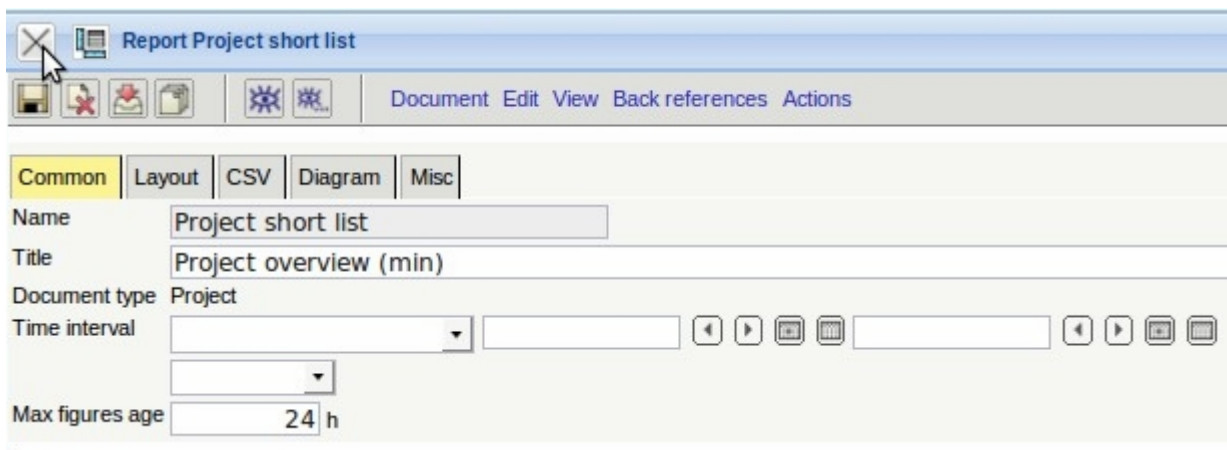 Report Project short list
Document Edit View Back references Actions
Common Layout CSV Diagram Misc
Name Project short list
Title Project overview (min)
Document type Project
Time interval
Max figures age 24 h